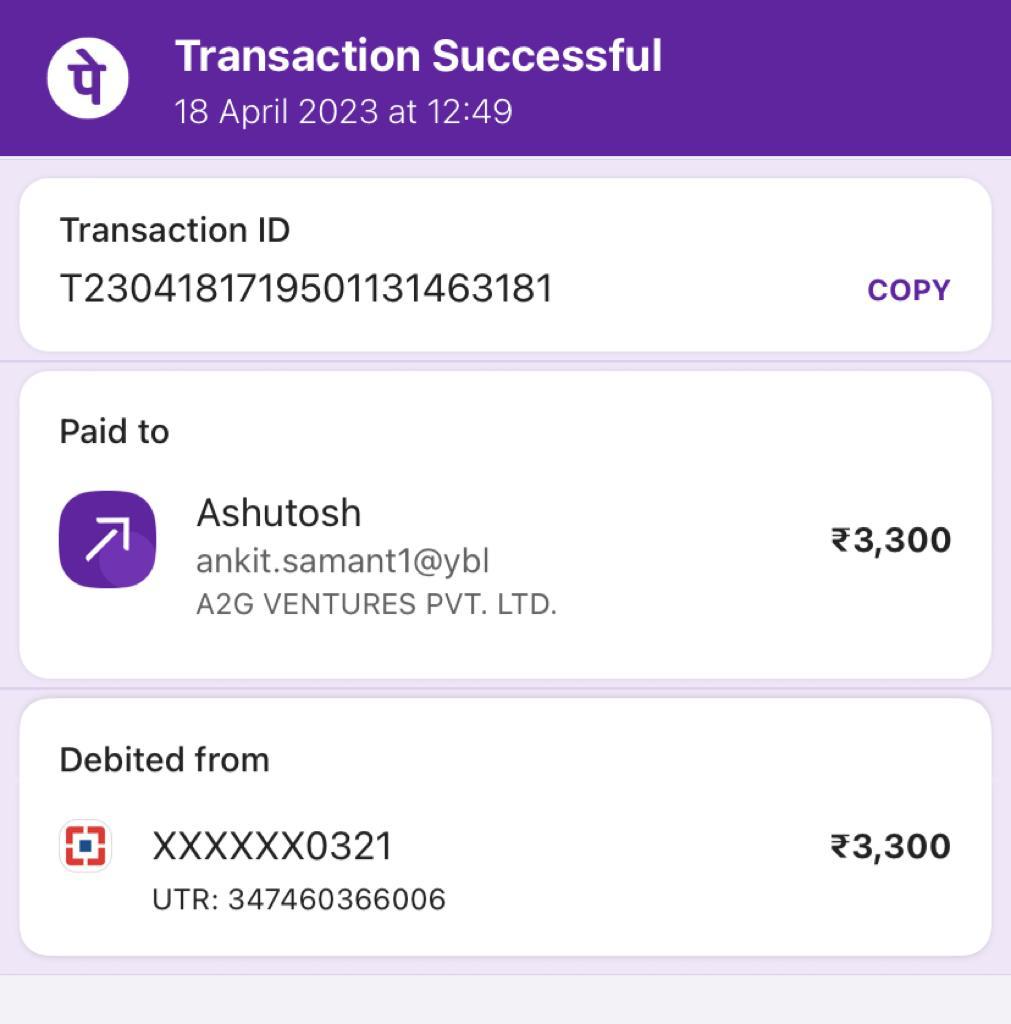 पे
Transaction Successful
18 April 2023 at 12:49
Transaction ID
T2304181719501131463181
COPY
Paid to
Ashutosh
ankit.samant1@ybl
₹3,300
A2G VENTURES PVT. LTD.
Debited from
XXXXXX0321
₹3,300
UTR: 347460366006